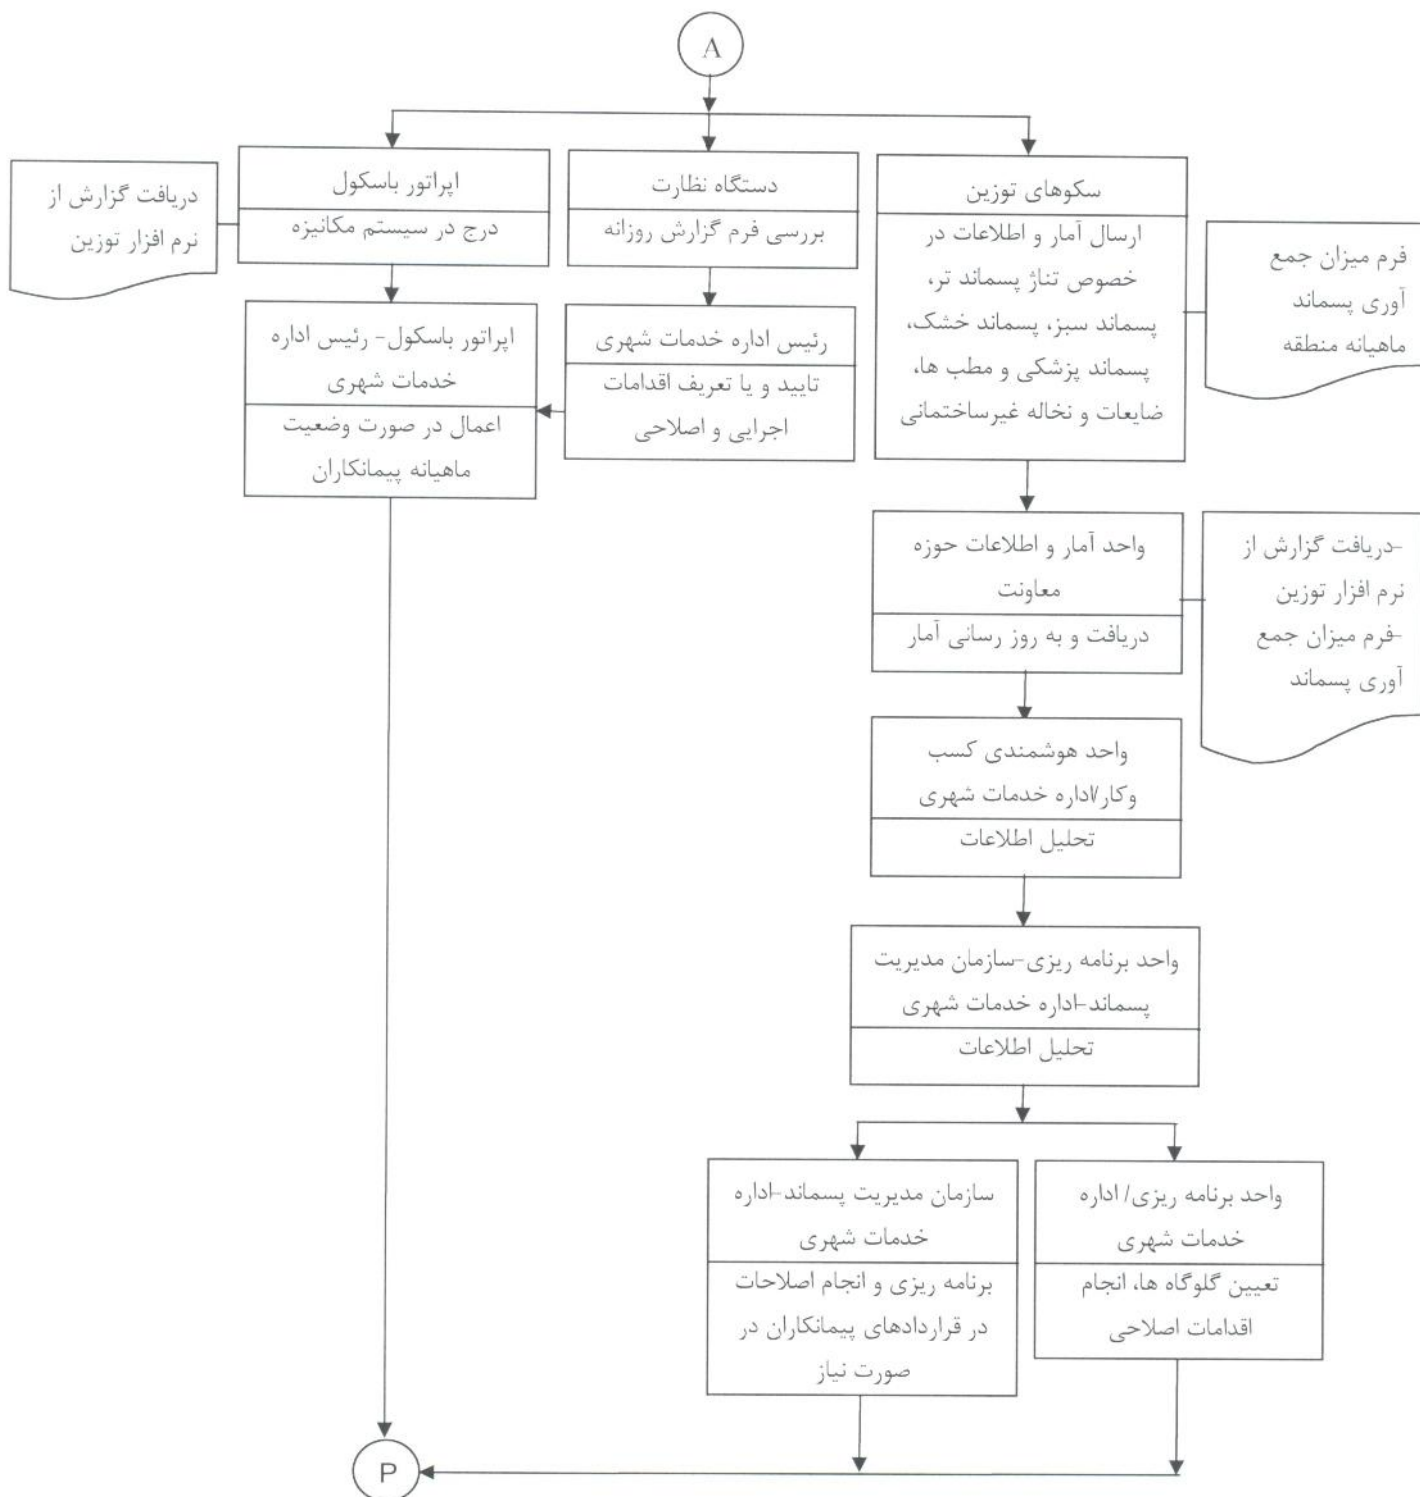 A
سکوهای توزین
ارسال آمار و اطلاعات در
خصوص تناژ پسماند تر،
پسماند سبز، پسماند خشک،
پسماند پزشکی و مطب ها،
ضایعات و نخاله غیرساختمانی
فرم میزان جمع
آوری پسماند
ماهیانه منطقه
دستگاه نظارت
بررسی فرم گزارش روزانه
اپراتور باسکول
درج در سیستم مکانیزه
دریافت گزارش از
نرم افزار توزین
رئیس اداره خدمات شهری
تایید و یا تعریف اقدامات
اجرایی و اصلاحی
اپراتور باسکول- رئیس اداره
خدمات شهری
اعمال در صورت وضعیت
ماهیانه پیمانکاران
واحد آمار و اطلاعات حوزه
معاونت
دریافت و به روز رسانی آمار
-دریافت گزارش از
نرم افزار توزین
-فرم میزان جمع
آوری پسماند
واحد هوشمندی کسب
وکار/اداره خدمات شهری
تحلیل اطلاعات
واحد برنامه ریزی-سازمان مدیریت
پسماند-اداره خدمات شهری
تحلیل اطلاعات
واحد برنامه ریزی/ اداره
خدمات شهری
تعیین گلوگاه ها، انجام
اقدامات اصلاحی
سازمان مدیریت پسماند-اداره
خدمات شهری
برنامه ریزی و انجام اصلاحات
در قراردادهای پیمانکاران در
صورت نیاز
P